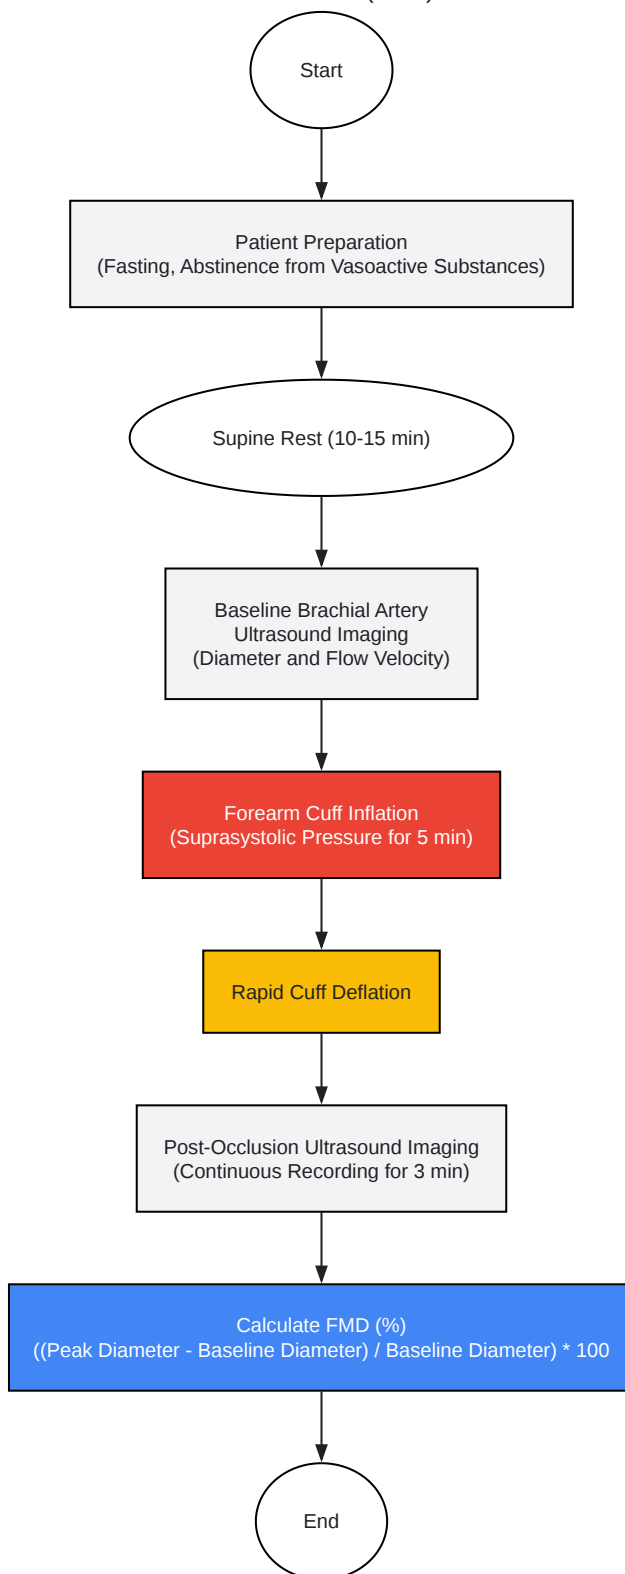 Start
Patient Preparation
(Fasting, Abstinence from Vasoactive Substances)
Supine Rest (10-15 min)
Baseline Brachial Artery
Ultrasound Imaging
(Diameter and Flow Velocity)
Forearm Cuff Inflation
(Suprasystolic Pressure for 5 min)
Rapid Cuff Deflation
Post-Occlusion Ultrasound Imaging
(Continuous Recording for 3 min)
Calculate FMD (%)
((Peak Diameter - Baseline Diameter) / Baseline Diameter) * 100
End